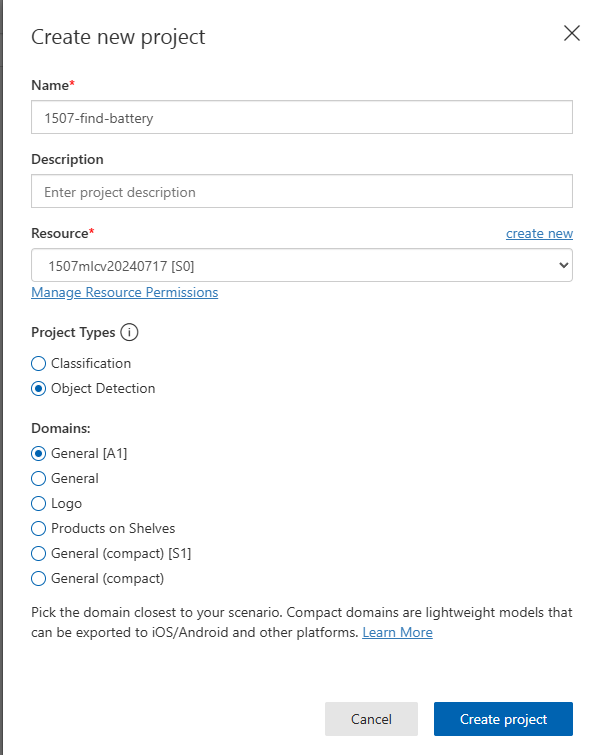 Create new project
Name*
1507-find-battery
Description
Enter project description
Resource*
create new
1507mlcv20240717 [S0]
Manage Resource Permissions
Project Types i
Classification
Object Detection
Domains:
General [A1]
General
Logo
Products on Shelves
General (compact) [S1]
General (compact)
Pick the domain closest to your scenario. Compact domains are lightweight models that
can be exported to iOS/Android and other platforms. Learn More
Cancel
Create project